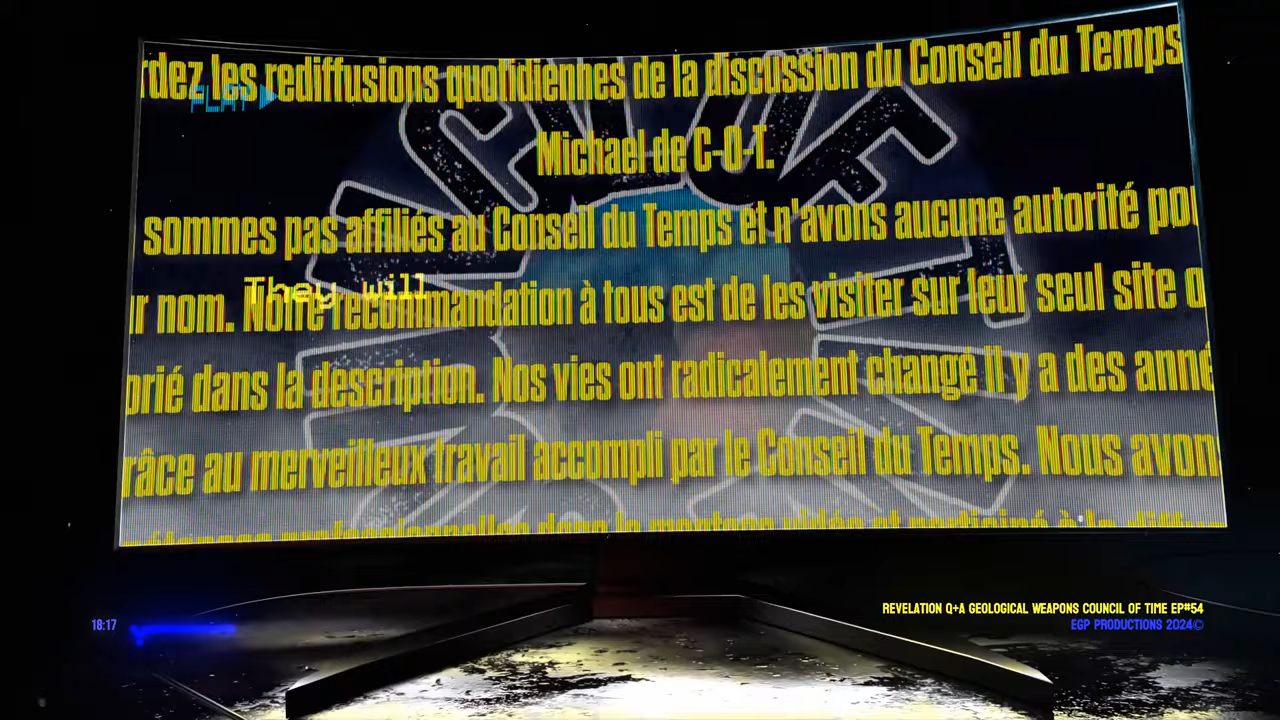 rdez les rediffusions quotidiennes de la discussion du Conseil du Temps
PLAY
Michael de C-O-T.
sommes pas affiliés au Conseil du Temps et n'avons aucune autorité pou
They will
ur nom. Notre recommandation à tous est de les visiter sur leur seul site o
prié dans la description. Nos vies ont radicalement changé il y a des anné
râce au merveilleux travail accompli par le Conseil du Temps. Nous avon
REVELATION Q+A GEOLOGICAL WEAPONS COUNCIL OF TIME EP#54
18:17
EGP PRODUCTIONS 2024©